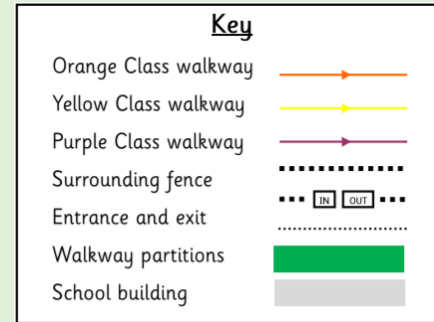 Key
Orange Class walkway
Yellow Class walkway
Purple Class walkway
Surrounding fence
IN OUT
Entrance and exit
Walkway partitions
School building